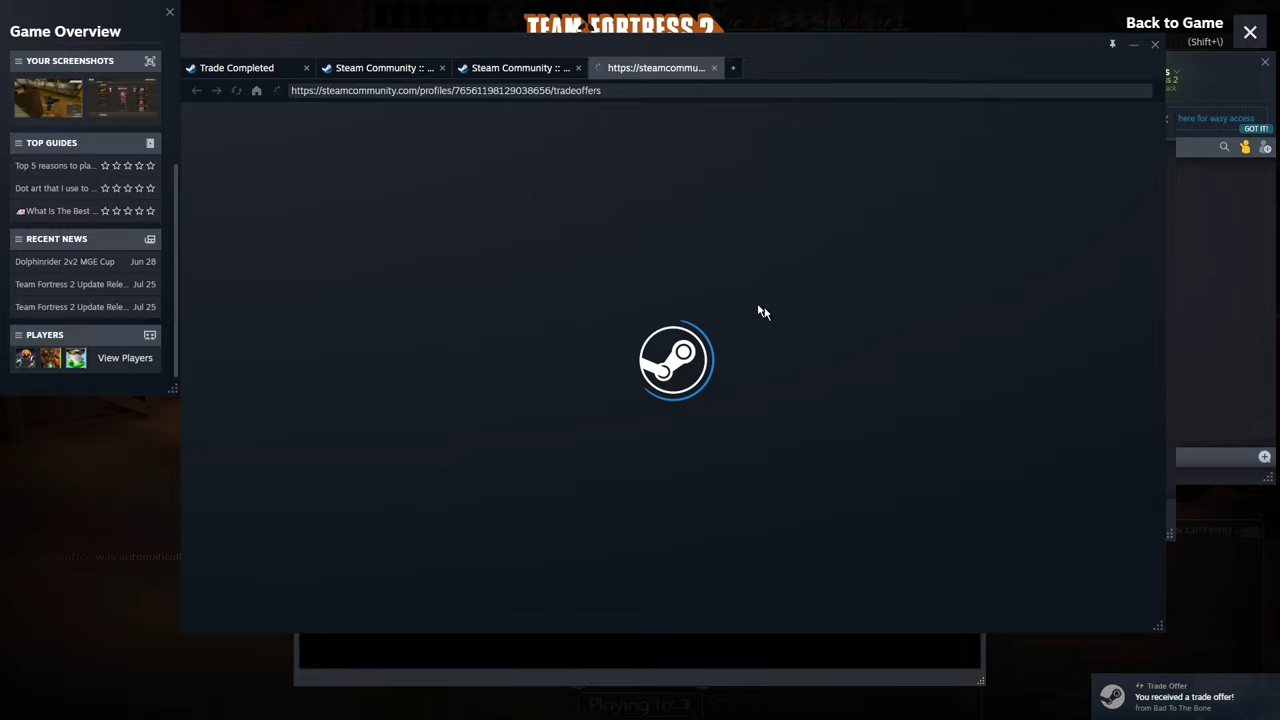 TEAM FORTRESS 2
Game Overview
Back to Game
(Shift+\)
YOUR SCREENSHOTS
Trade Completed
Steam Community :: ...
Steam Community :: ...
https://steamcommu...
https://steamcommunity.com/profiles/76561198129038656/tradeoffers
here for easy access
GOT IT!
TOP GUIDES
Top 5 reasons to pla...
Dot art that I use to ...
What Is The Best ...
RECENT NEWS
Dolphinrider 2v2 MGE Cup Jun 28
Team Fortress 2 Update Rele... Jul 25
Team Fortress 2 Update Rele... Jul 25
PLAYERS
View Players
carrying
offer was automatical
Trade Offer
You received a trade offer!
from Bad To The Bone